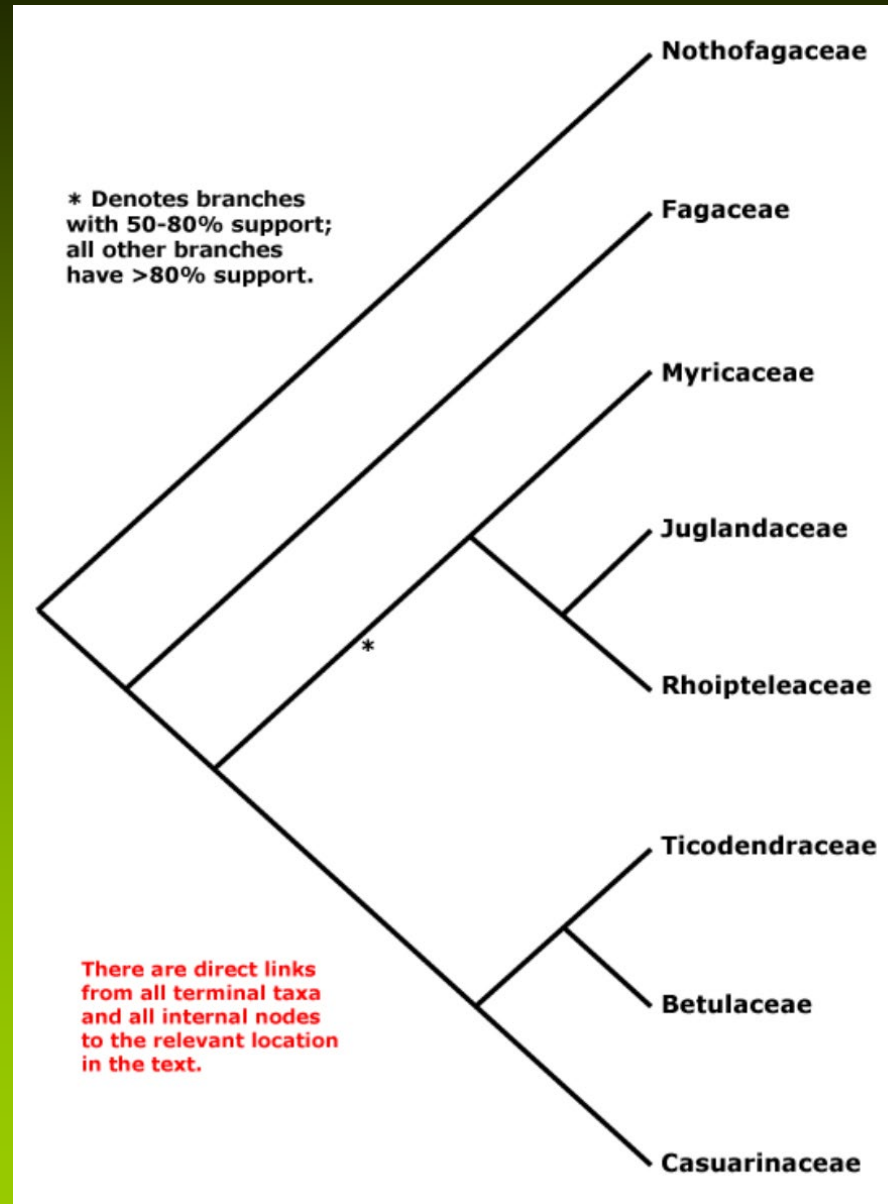 Nothofagaceae
* Denotes branches
with 50-80% support;
all other branches
have >80% support.
Fagaceae
Myricaceae
Juglandaceae
*
Rhoipteleaceae
Ticodendraceae
There are direct links
from all terminal taxa
and all internal nodes
to the relevant location
in the text.
Betulaceae
Casuarinaceae